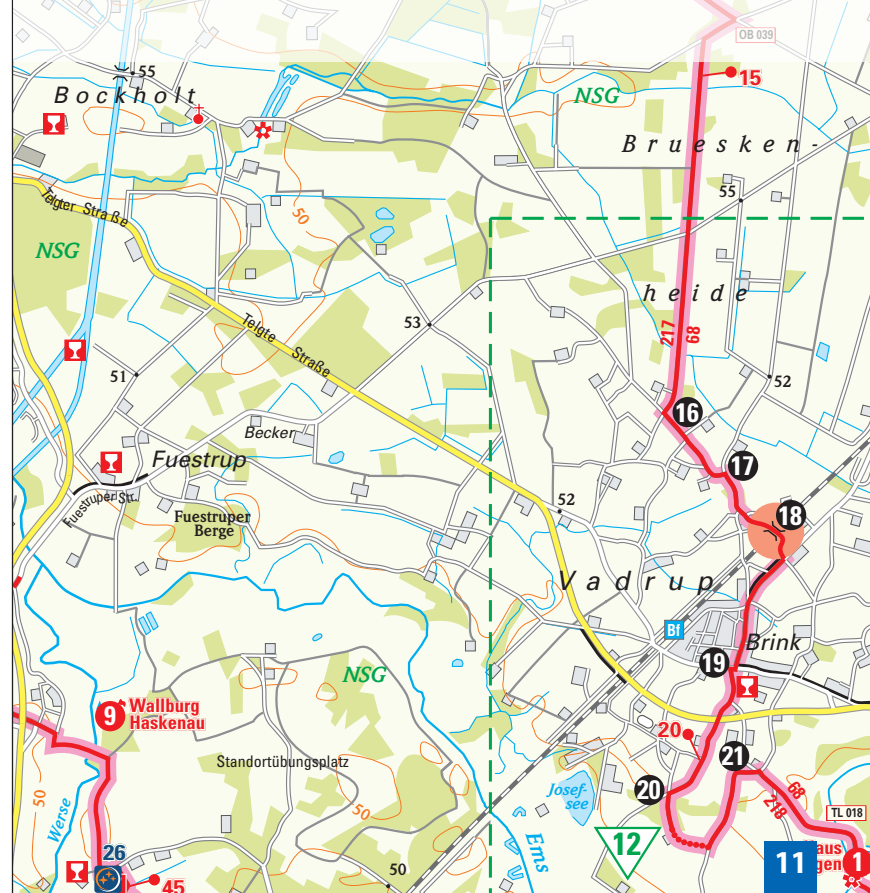 OB 039
55
15
Bockholt
NSG
Bruesken-
55
Telgter Straße
50
NSG
heide
217
68
53
Telgte Straße
51
52
16
Becker
17
Fuestrup
Fuestruper Str.
52
18
Fuestruper
Berge
Vadrup
Bf
Brink
19
NSG
9
Wallburg
Haskenau
20
21
Standortübungsplatz
50
Josef-
see
20
68
218
50
TL 018
Werse
Ems
12
26
11
1
45
50